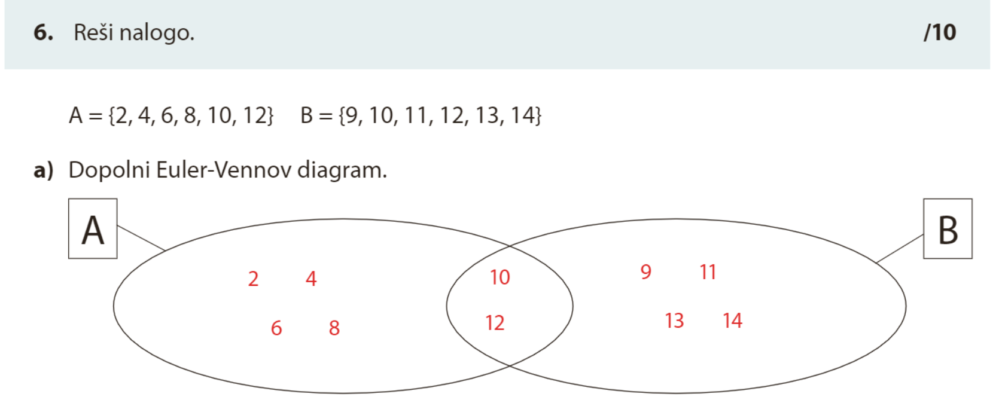 6. Reši nalogo. /10
A = {2, 4, 6, 8, 10, 12} B = {9, 10, 11, 12, 13, 14}
a) Dopolni Euler-Vennov diagram.
A B
2 4 10 9 11
6 8 12 13 14